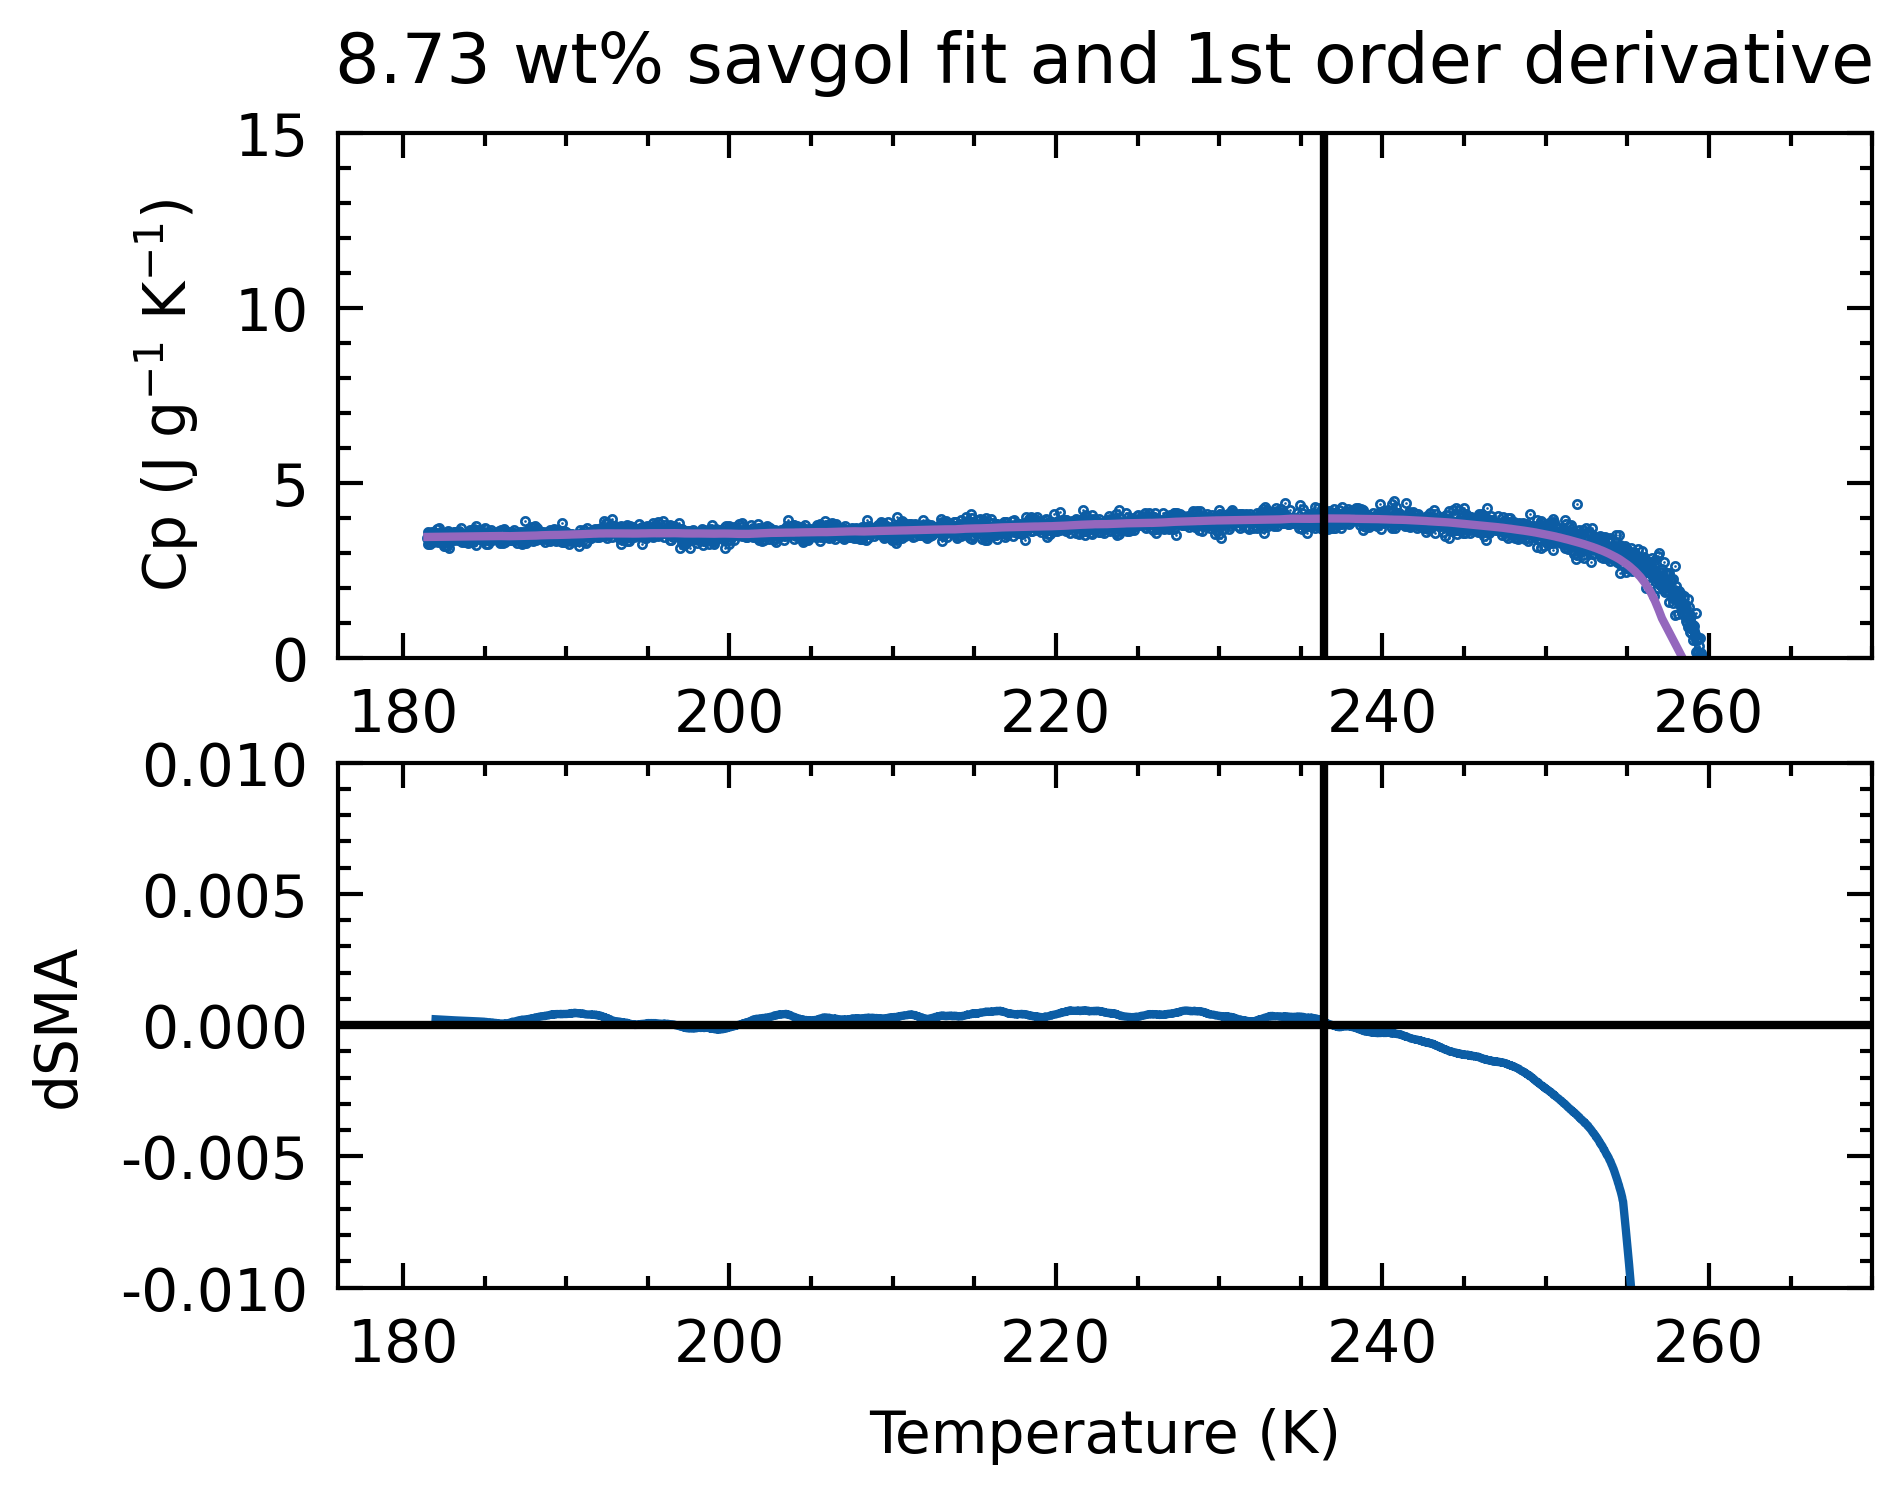 8.73 wt% savgol fit and 1st order derivative
15
10
5
0
Cp (J g⁻¹ K⁻¹)
180 200 220 240 260
0.010
0.005
0.000
-0.005
-0.010
dSMA
180 200 220 240 260
Temperature (K)